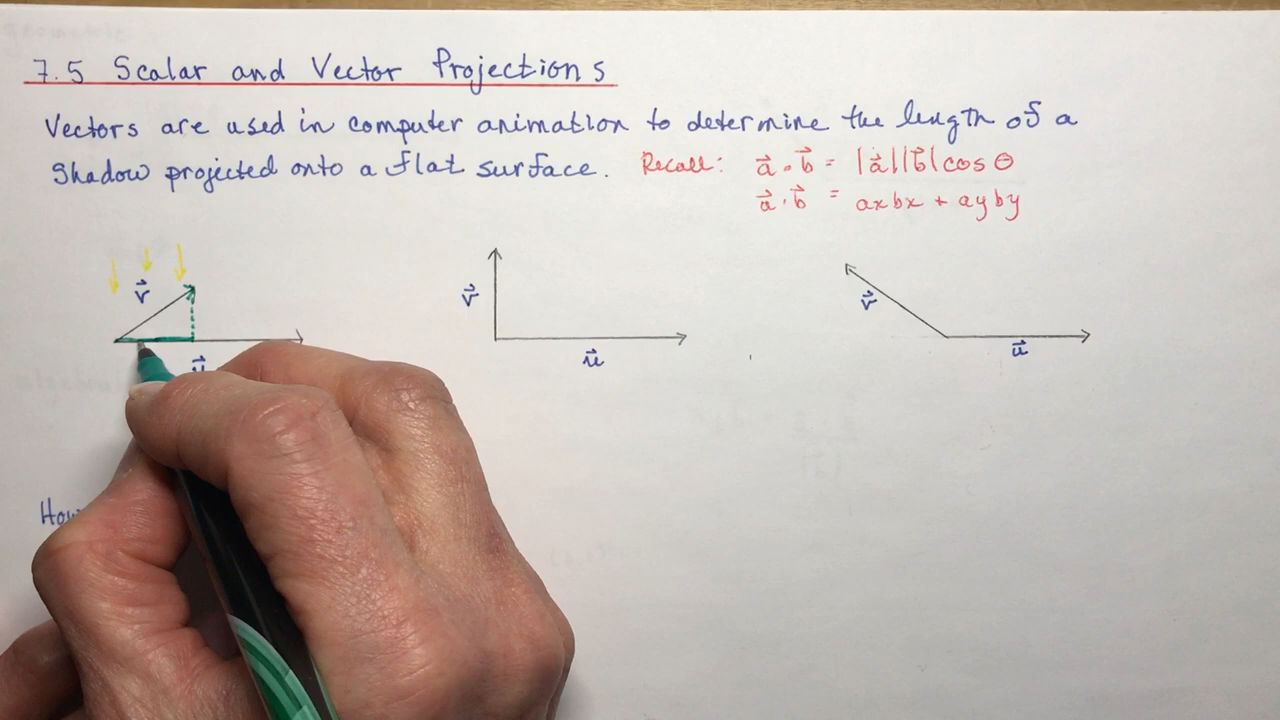 7.5 Scalar and Vector Projections
Vectors are used in computer animation to determine the length of a
shadow projected onto a flat surface. Recall: a⃗ · b⃗ = |a⃗||b⃗|cos θ
a⃗ · b⃗ = axbx + ayby
v⃗ v⃗ v⃗
u⃗ u⃗ u⃗